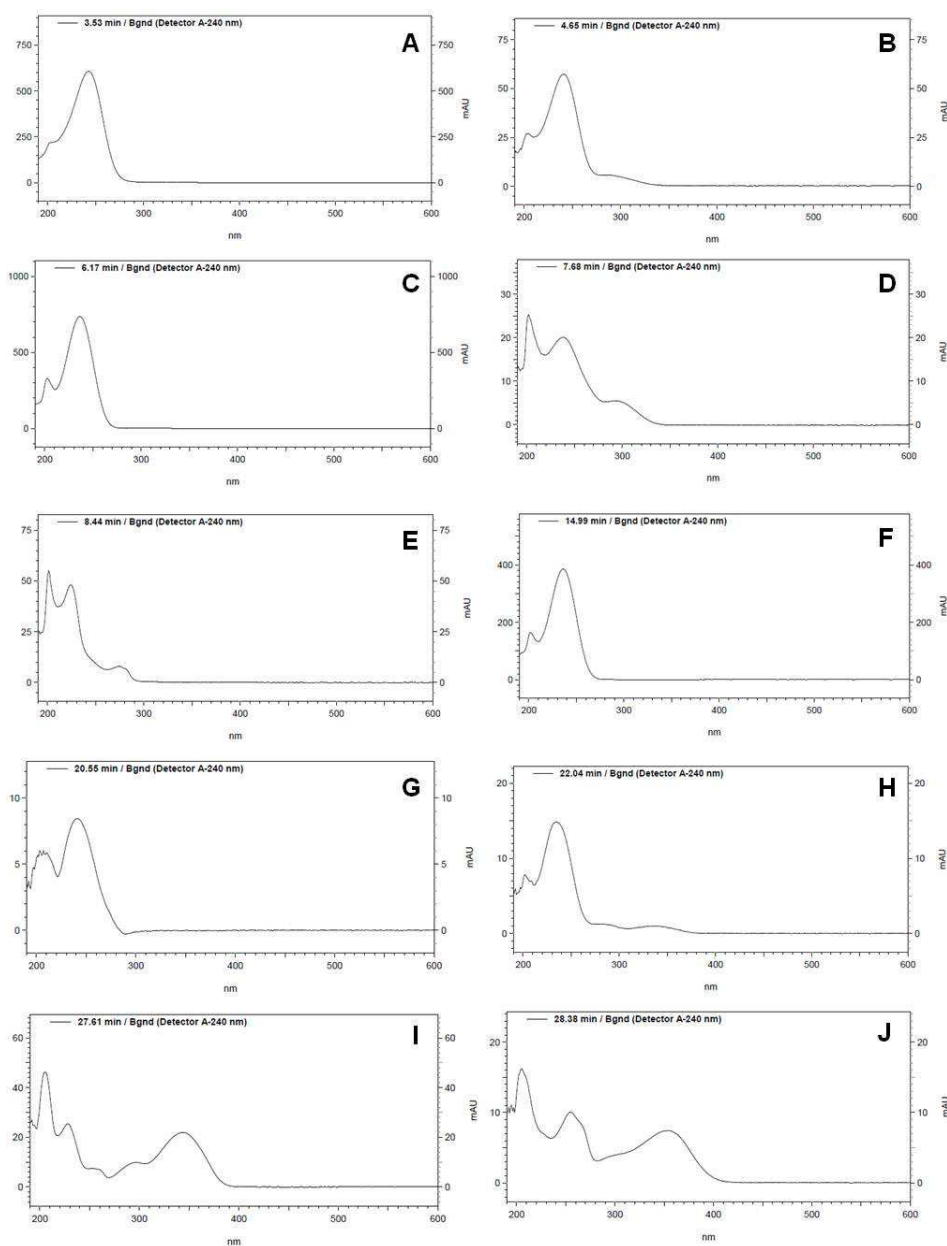 3.53 min / Bgnd (Detector A-240 nm)
A
750 750
500 500
250 250
0 0
mAU
200 300 400 500 600
nm
4.65 min / Bgnd (Detector A-240 nm)
B
75 75
50 50
25 25
0 0
mAU
200 300 400 500 600
nm
6.17 min / Bgnd (Detector A-240 nm)
C
1000 1000
500 500
0 0
mAU
200 300 400 500 600
nm
7.68 min / Bgnd (Detector A-240 nm)
D
30 30
20 20
10 10
0 0
mAU
200 300 400 500 600
nm
8.44 min / Bgnd (Detector A-240 nm)
E
75 75
50 50
25 25
0 0
mAU
200 300 400 500 600
nm
14.99 min / Bgnd (Detector A-240 nm)
F
400 400
200 200
0 0
mAU
200 300 400 500 600
nm
20.55 min / Bgnd (Detector A-240 nm)
G
10 10
5 5
0 0
mAU
200 300 400 500 600
nm
22.04 min / Bgnd (Detector A-240 nm)
H
20 20
10 10
0 0
mAU
200 300 400 500 600
nm
27.61 min / Bgnd (Detector A-240 nm)
I
60 60
40 40
20 20
0 0
mAU
200 300 400 500 600
nm
28.38 min / Bgnd (Detector A-240 nm)
J
20 20
10 10
0 0
mAU
200 300 400 500 600
nm